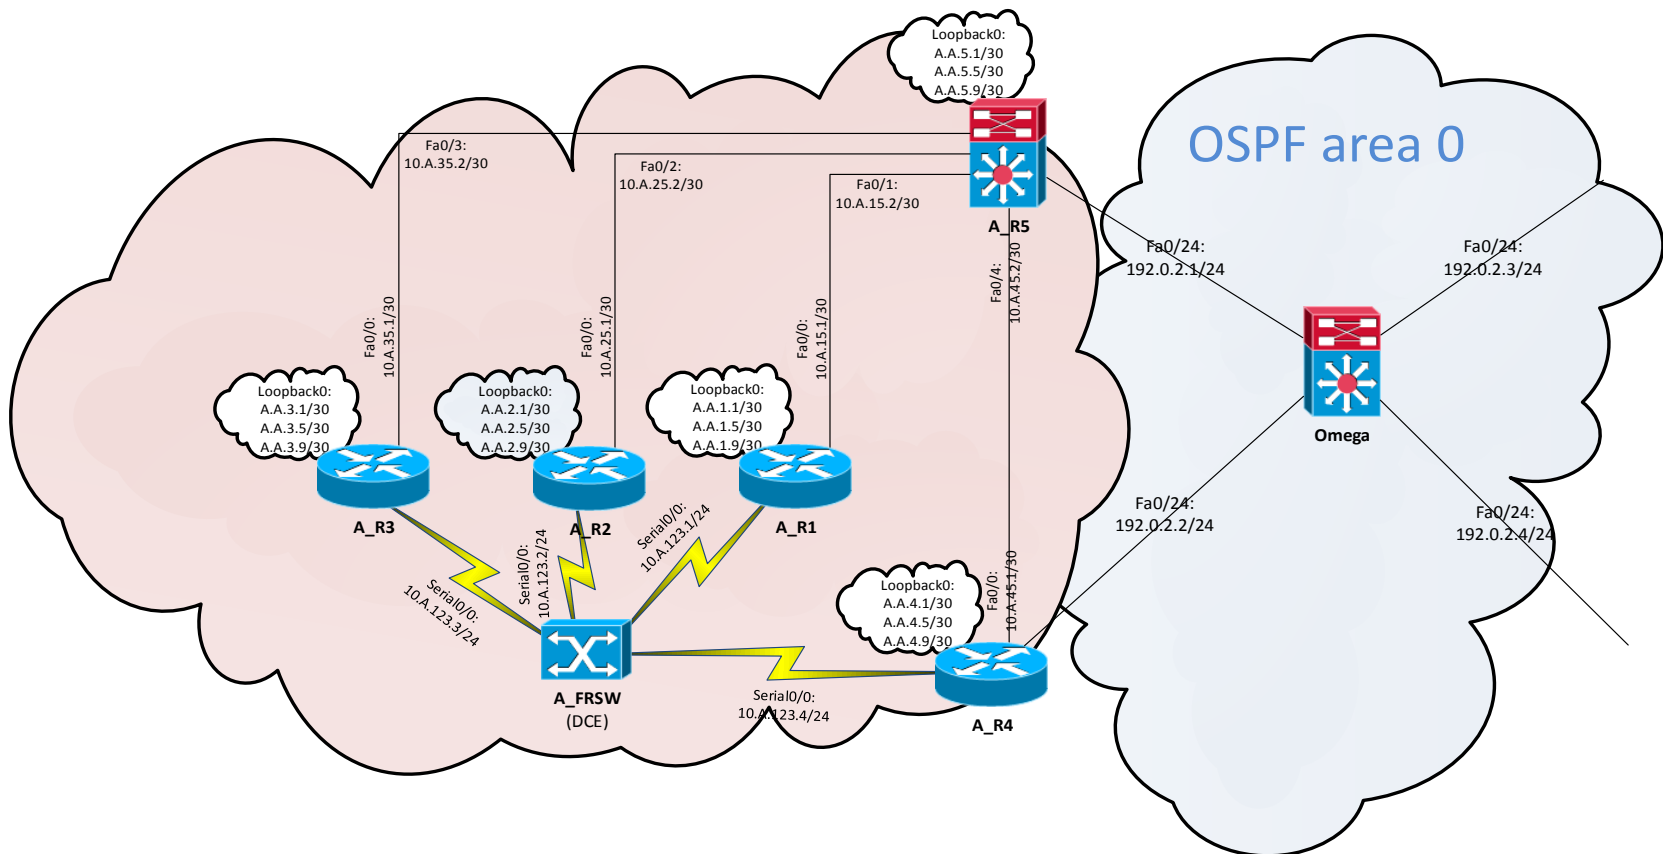 Loopback0:
A.A.5.1/30
A.A.5.5/30
A.A.5.9/30
OSPF area 0
Fa0/3:
10.A.35.2/30
Fa0/2:
10.A.25.2/30
Fa0/1:
10.A.15.2/30
A_R5
Fa0/4:
10.A.45.2/30
Fa0/24:
192.0.2.1/24
Fa0/24:
192.0.2.3/24
Fa0/0:
10.A.35.1/30
Fa0/0:
10.A.25.1/30
Fa0/0:
10.A.15.1/30
Loopback0:
A.A.3.1/30
A.A.3.5/30
A.A.3.9/30
Loopback0:
A.A.2.1/30
A.A.2.5/30
A.A.2.9/30
Loopback0:
A.A.1.1/30
A.A.1.5/30
A.A.1.9/30
Omega
A_R3
A_R2
A_R1
Fa0/24:
192.0.2.2/24
Fa0/24:
192.0.2.4/24
Serial0/0:
10.A.123.3/24
Serial0/0:
10.A.123.2/24
Serial0/0:
10.A.123.1/24
Loopback0:
A.A.4.1/30
A.A.4.5/30
A.A.4.9/30
Fa0/0:
10.A.45.1/30
A_FRSW
(DCE)
Serial0/0:
10.A.123.4/24
A_R4